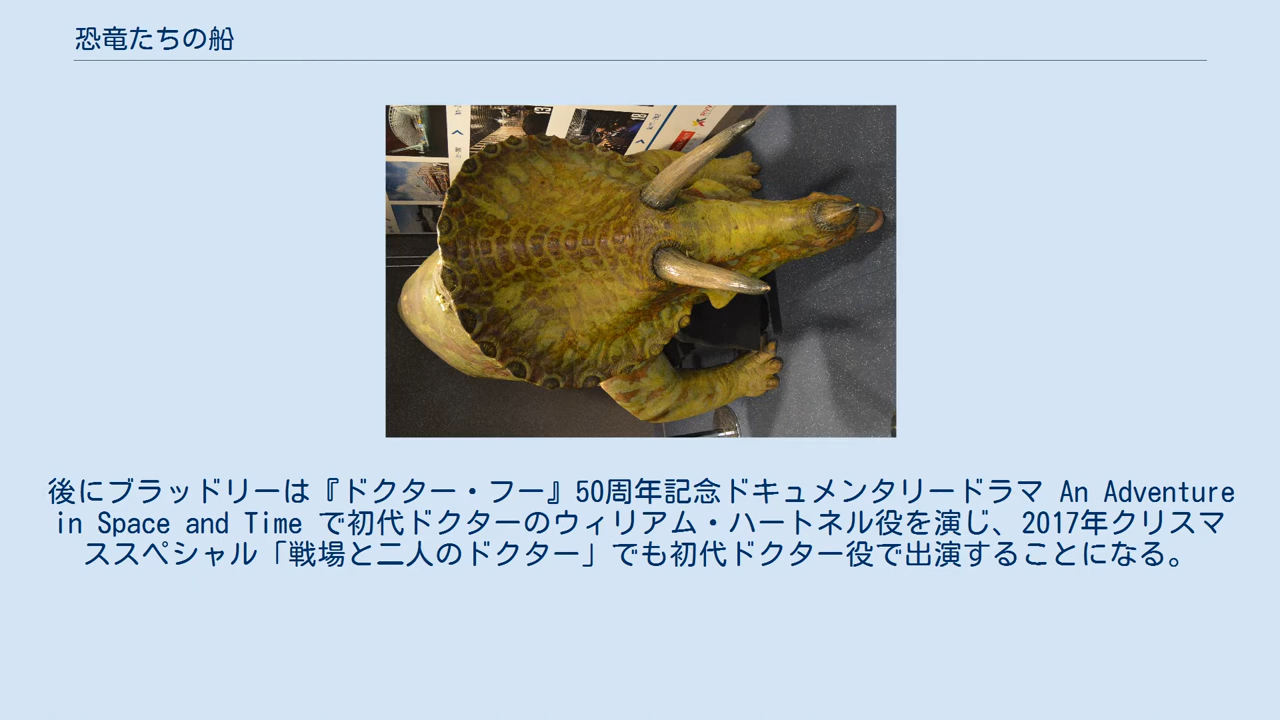 恐竜たちの船
後にブラッドリーは『ドクター・フー』50周年記念ドキュメンタリードラマ An Adventure
in Space and Time で初代ドクターのウィリアム・ハートネル役を演じ、2017年クリスマ
ススペシャル「戦場と二人のドクター」でも初代ドクター役で出演することになる。